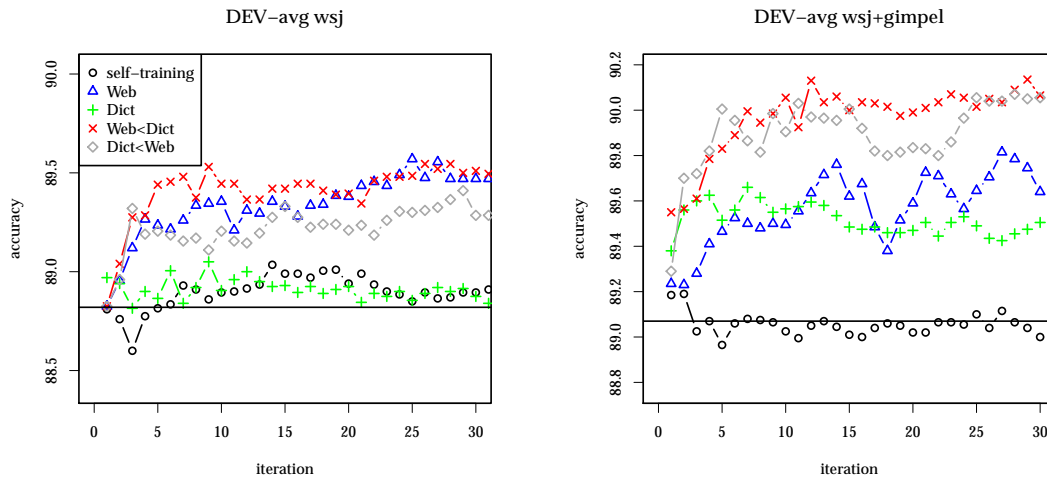 DEV−avg wsj
accuracy
90.0
89.5
89.0
88.5
self−training
Web
Dict
Web<Dict
Dict<Web
0 5 10 15 20 25 30
iteration
DEV−avg wsj+gimpel
accuracy
90.2
90.0
89.8
89.6
89.4
89.2
89.0
88.8
0 5 10 15 20 25 30
iteration